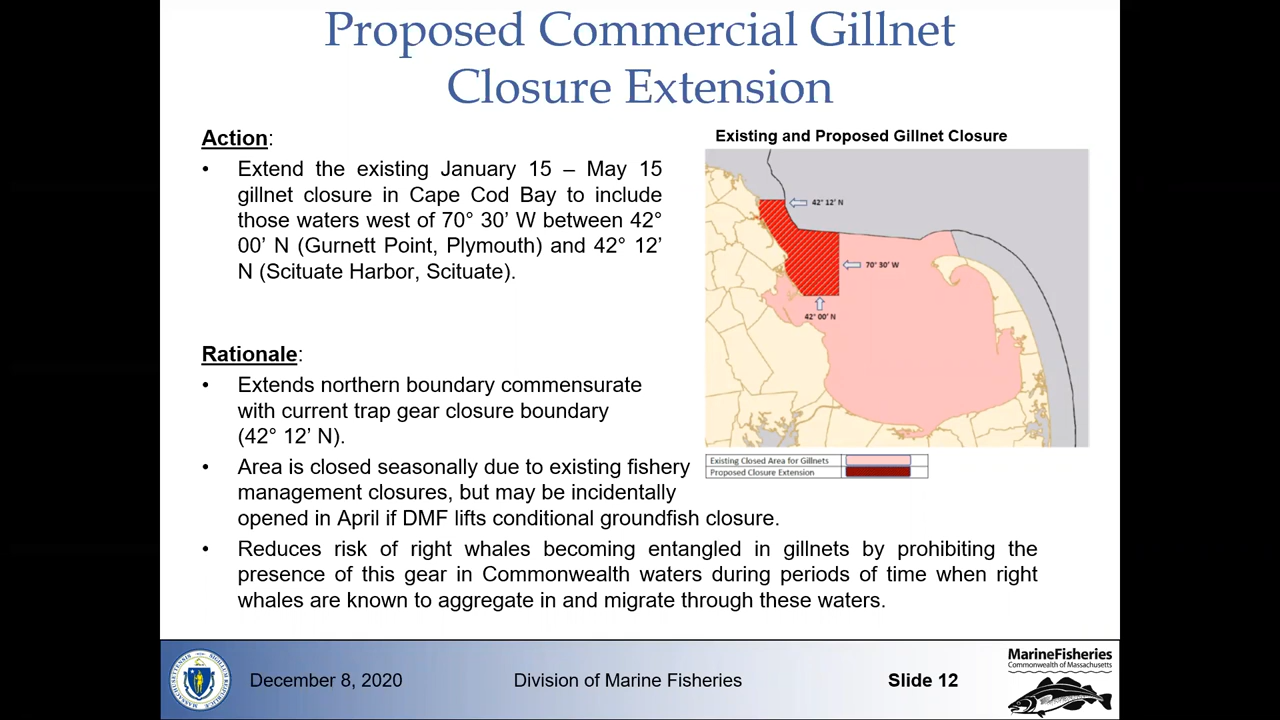 Proposed Commercial Gillnet
Closure Extension
Action:
• Extend the existing January 15 – May 15
gillnet closure in Cape Cod Bay to include
those waters west of 70° 30’ W between 42°
00’ N (Gurnett Point, Plymouth) and 42° 12’
N (Scituate Harbor, Scituate).
Rationale:
• Extends northern boundary commensurate
with current trap gear closure boundary
(42° 12’ N).
• Area is closed seasonally due to existing fishery
management closures, but may be incidentally
opened in April if DMF lifts conditional groundfish closure.
• Reduces risk of right whales becoming entangled in gillnets by prohibiting the
presence of this gear in Commonwealth waters during periods of time when right
whales are known to aggregate in and migrate through these waters.
Existing and Proposed Gillnet Closure
42° 12’ N
70° 30’ W
42° 00’ N
Existing Closed Area for Gillnets
Proposed Closure Extension
December 8, 2020
Division of Marine Fisheries
Slide 12
MarineFisheries
Commonwealth of Massachusetts